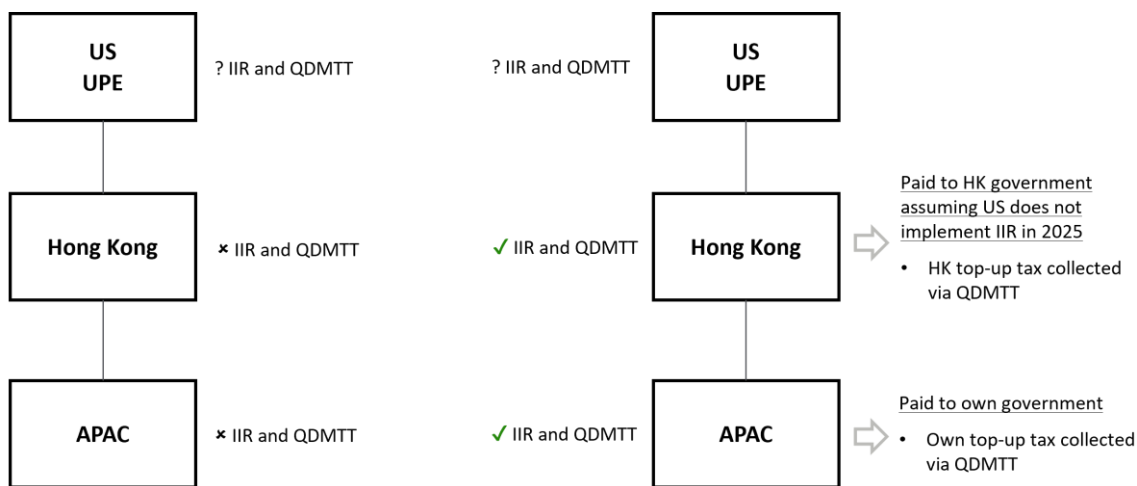 US
UPE
? IIR and QDMTT
Hong Kong
× IIR and QDMTT
APAC
× IIR and QDMTT
? IIR and QDMTT
US
UPE
✓ IIR and QDMTT
Hong Kong
Paid to HK government
assuming US does not
implement IIR in 2025
• HK top-up tax collected
via QDMTT
✓ IIR and QDMTT
APAC
Paid to own government
• Own top-up tax collected
via QDMTT